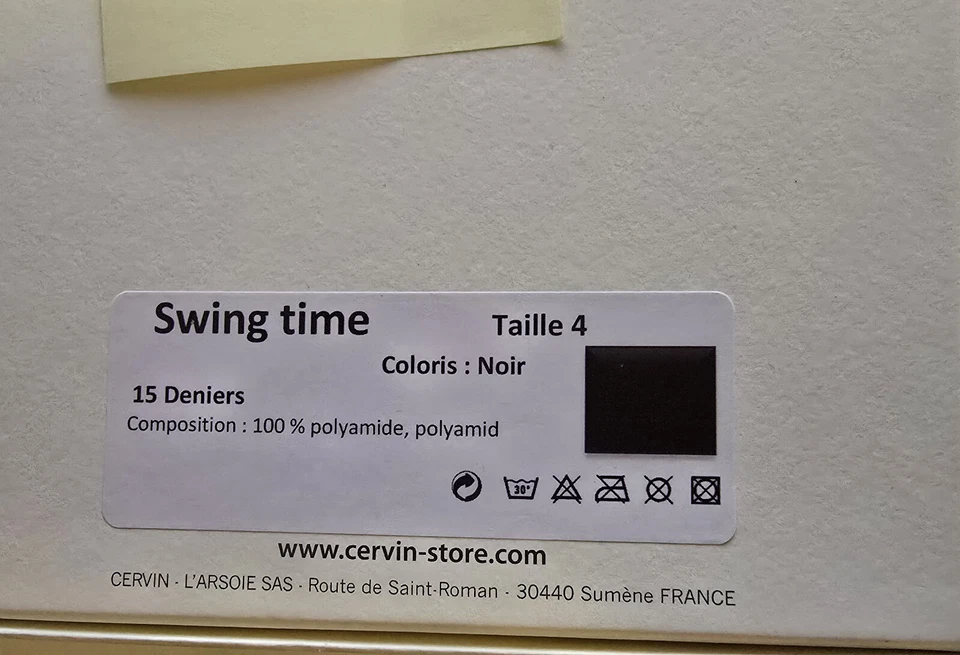 Swing time
Taille 4
Coloris : Noir
15 Deniers
Composition : 100 % polyamide, polyamid
30°
www.cervin-store.com
CERVIN · L'ARSOIE SAS · Route de Saint-Roman · 30440 Sumène FRANCE